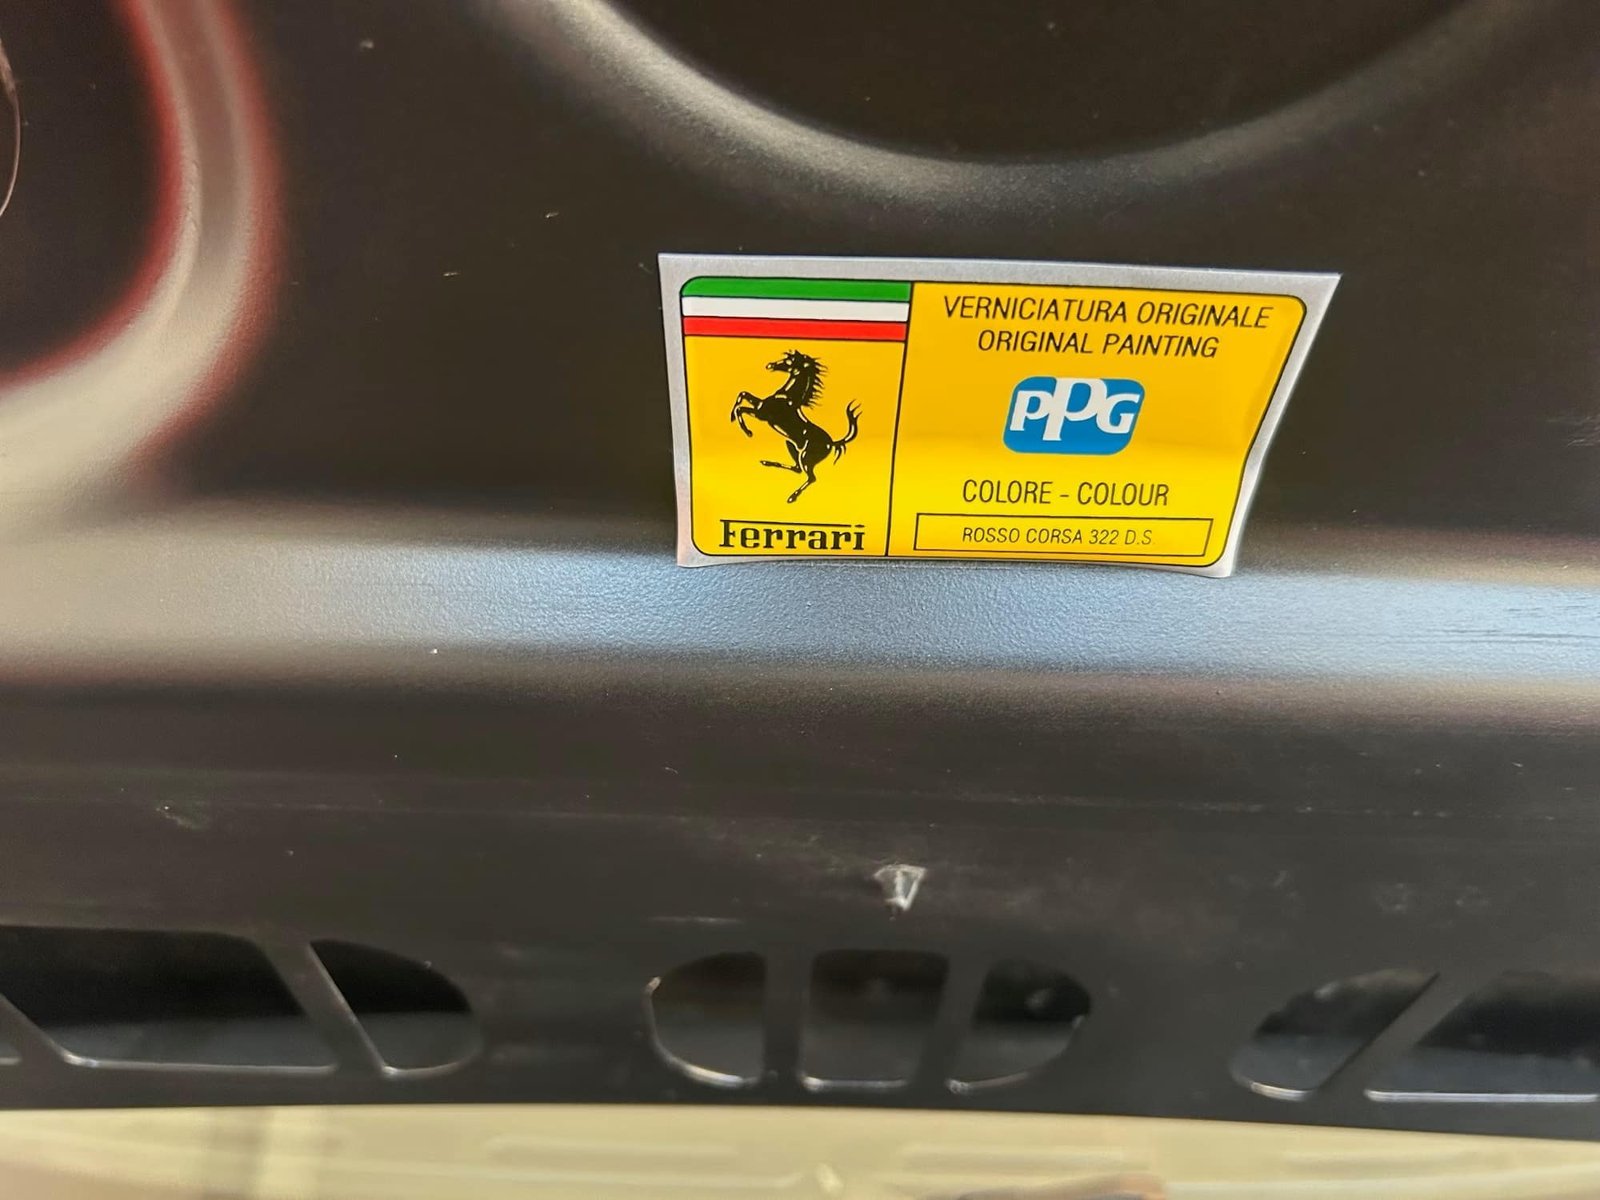 VERNICIATURA ORIGINALE
ORIGINAL PAINTING
PPG
COLORE - COLOUR
ROSSO CORSA 322 D.S.
Ferrari